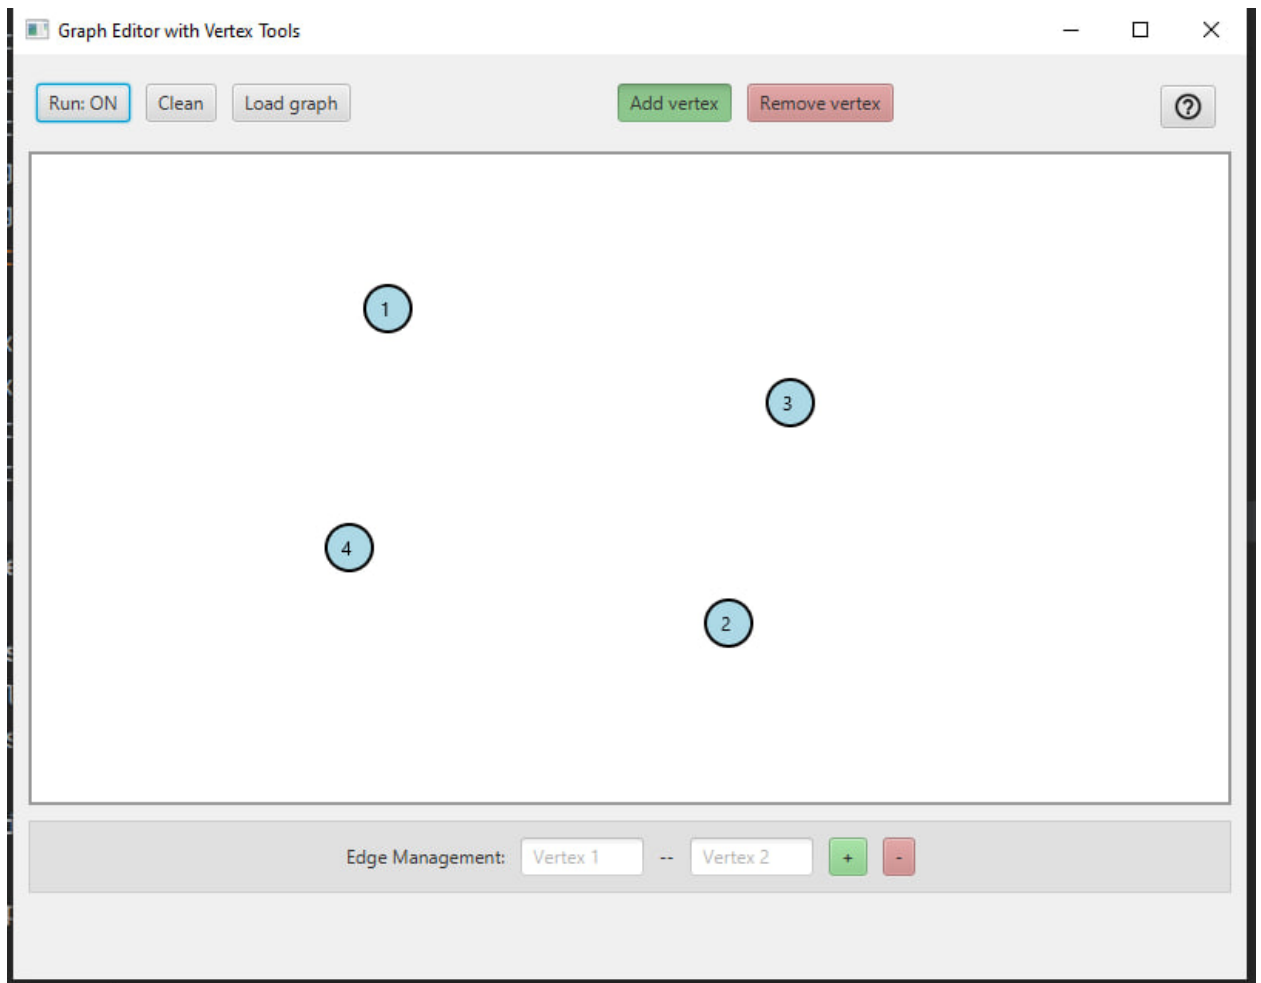 Graph Editor with Vertex Tools
Run: ON Clean Load graph Add vertex Remove vertex ?
1
3
4
2
Edge Management: Vertex 1 -- Vertex 2 + -